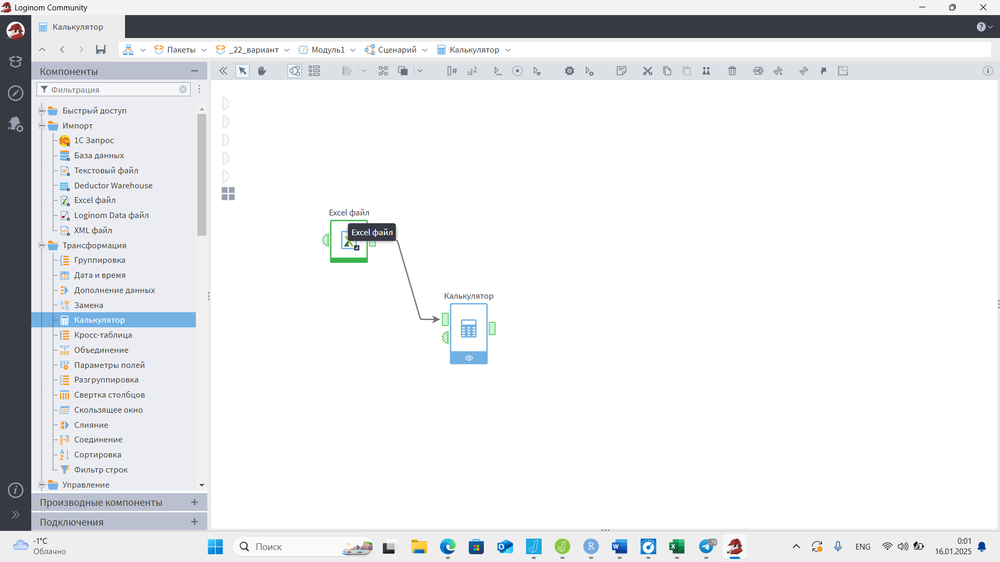 Loginom Community
Калькулятор
Пакеты
_22_вариант
Модуль1
Сценарий
Калькулятор
Компоненты
Фильтрация
Быстрый доступ
Импорт
1С Запрос
База данных
Текстовый файл
Deductor Warehouse
Excel файл
Loginom Data файл
XML файл
Трансформация
Группировка
Дата и время
Дополнение данных
Замена
Калькулятор
Кросс-таблица
Объединение
Параметры полей
Разгруппировка
Свертка столбцов
Скользящее окно
Слияние
Соединение
Сортировка
Фильтр строк
Управление
Производные компоненты
Подключения
Excel файл
Excel файл
Калькулятор
-1°C
Облачно
Поиск
..78
ENG
0:01
16.01.2025